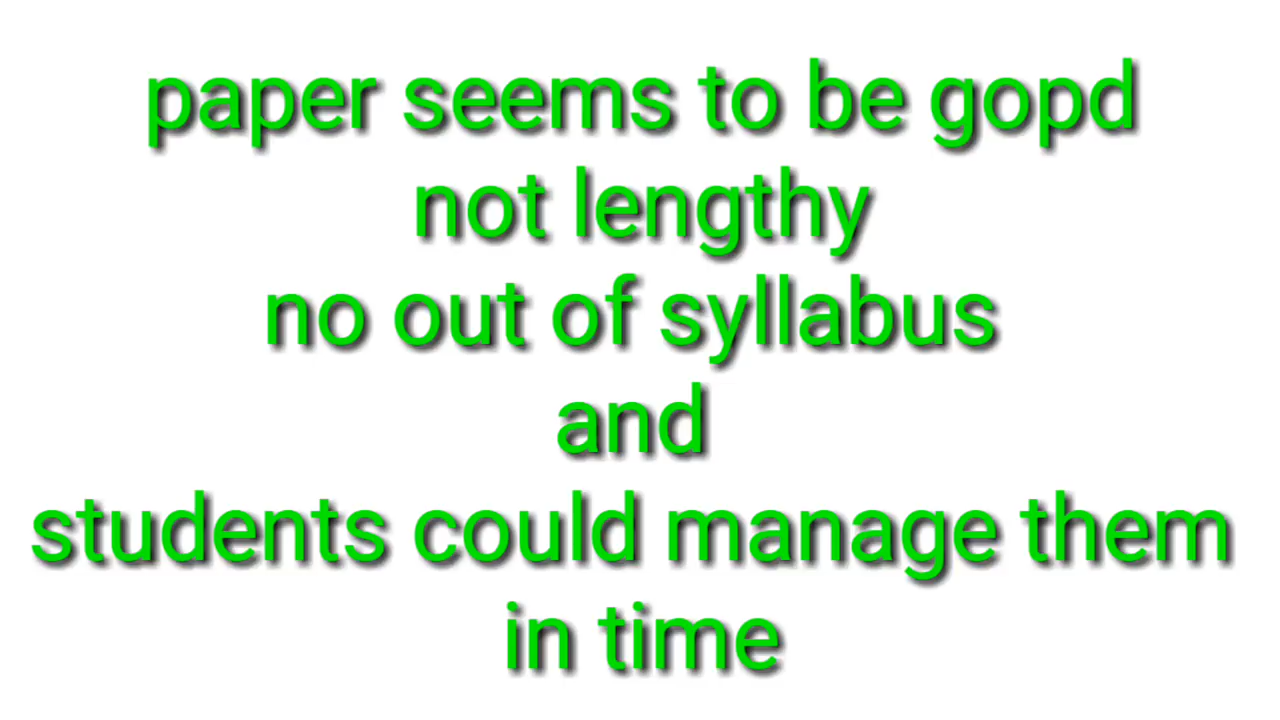 paper seems to be gopd
not lengthy
no out of syllabus
and
students could manage them
in time